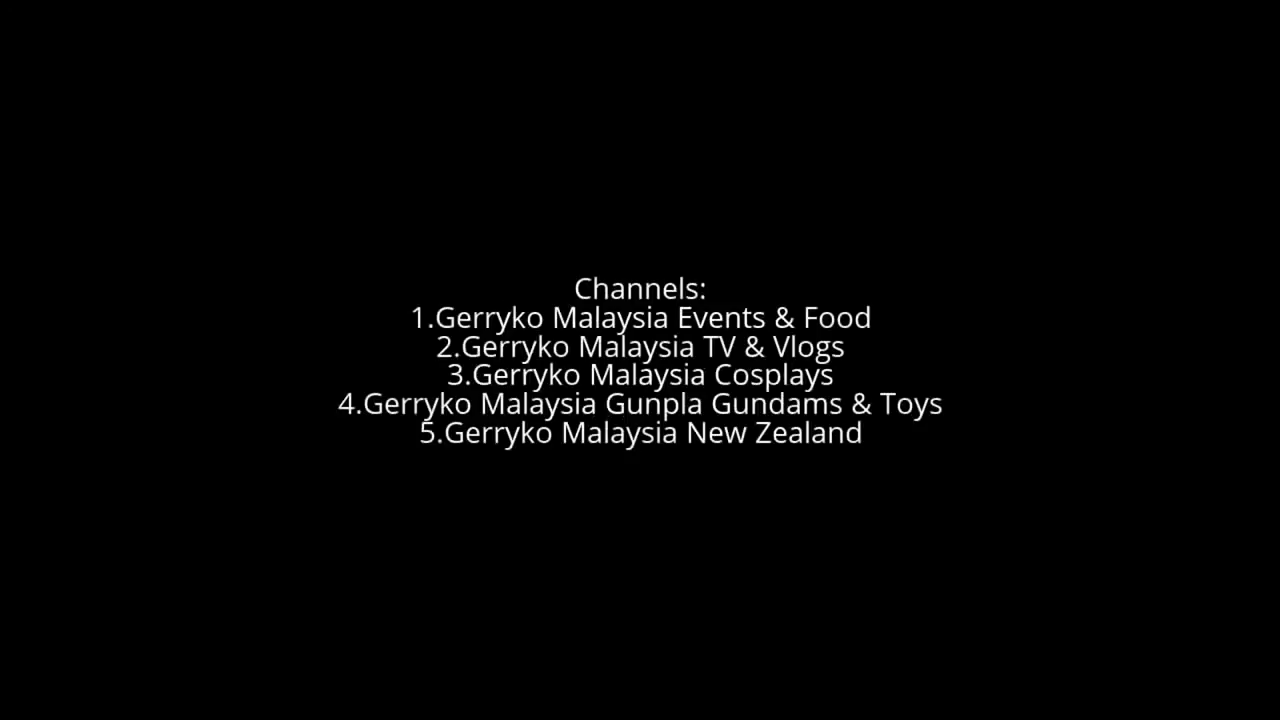 Channels:
1.Gerryko Malaysia Events & Food
2.Gerryko Malaysia TV & Vlogs
3.Gerryko Malaysia Cosplays
4.Gerryko Malaysia Gunpla Gundams & Toys
5.Gerryko Malaysia New Zealand